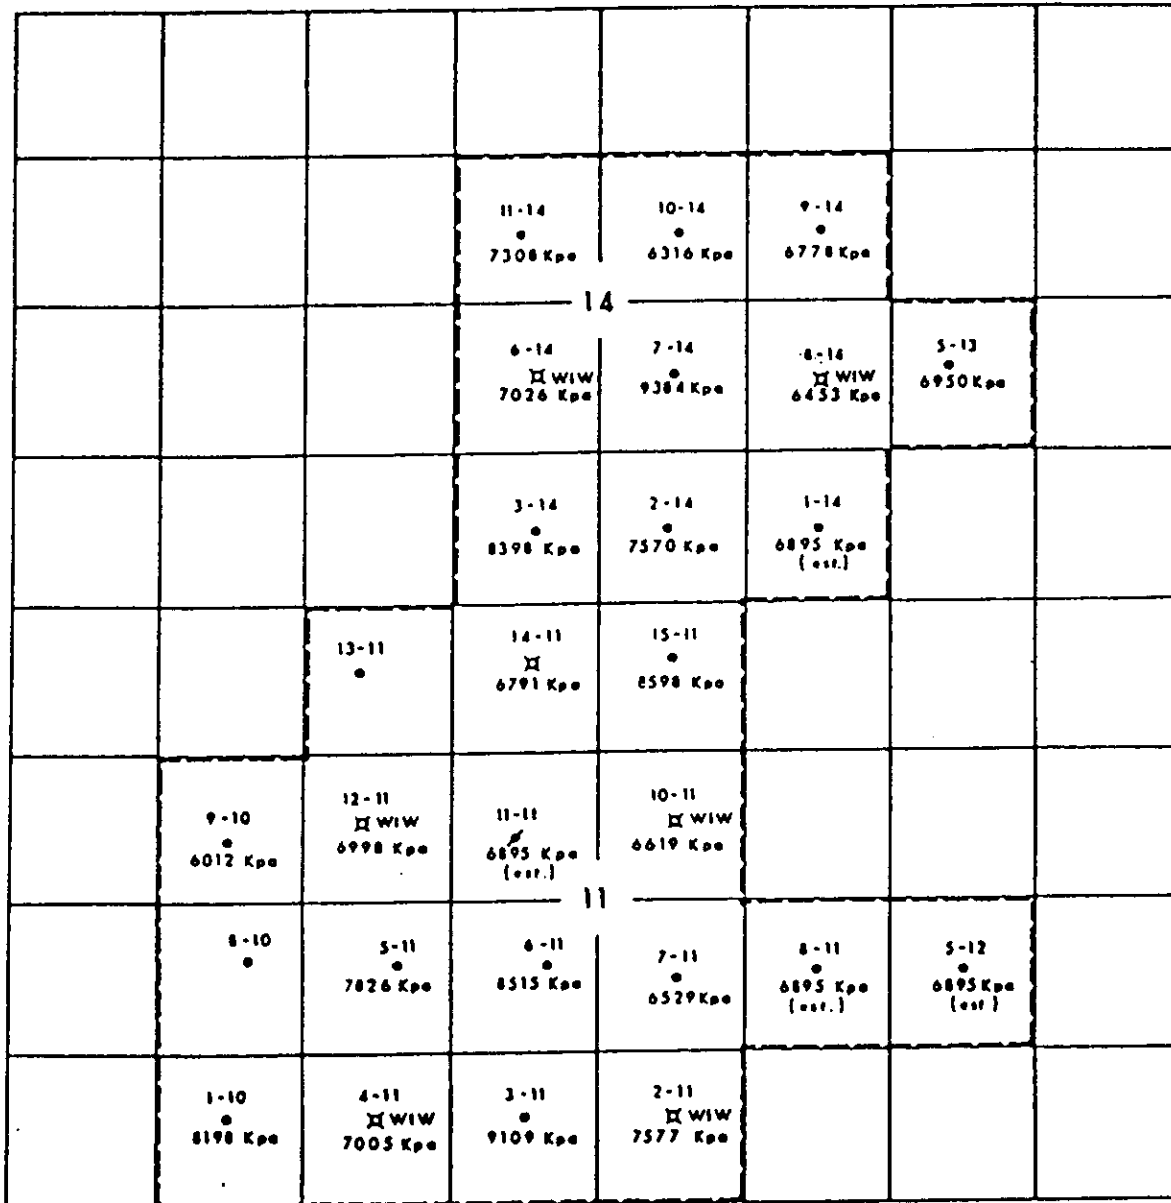 11-14
7308 Kpa
10-14
6316 Kpa
9-14
6778 Kpa
14
6-14
WIW
7026 Kpa
7-14
9384 Kpa
8-14
WIW
6453 Kpa
5-13
6950 Kpa
3-14
8398 Kpa
2-14
7570 Kpa
1-14
6895 Kpa
(est.)
13-11
14-11
6791 Kpa
15-11
8598 Kpa
9-10
6012 Kpa
12-11
WIW
6998 Kpa
11-11
6895 Kpa
(est.)
10-11
WIW
6619 Kpa
11
8-10
5-11
7826 Kpa
6-11
8515 Kpa
7-11
6529 Kpa
8-11
6895 Kpa
(est.)
5-12
6895 Kpa
(est)
1-10
8198 Kpa
4-11
WIW
7005 Kpa
3-11
9109 Kpa
2-11
WIW
7577 Kpa